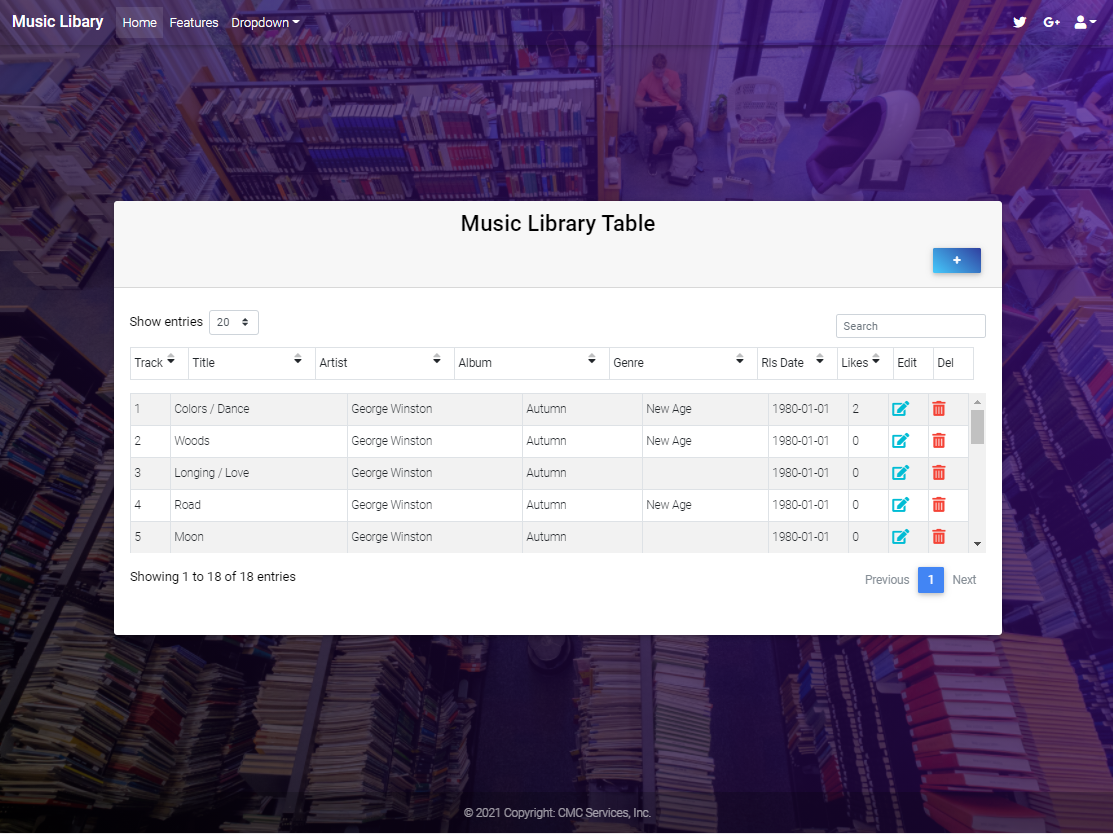 Music Libary Home Features Dropdown G+
Music Library Table
+
Show entries 20
Search
Track Title Artist Album Genre Rls Date Likes Edit Del
1 Colors / Dance George Winston Autumn New Age 1980-01-01 2
2 Woods George Winston Autumn New Age 1980-01-01 0
3 Longing / Love George Winston Autumn 1980-01-01 0
4 Road George Winston Autumn New Age 1980-01-01 0
5 Moon George Winston Autumn 1980-01-01 0
Showing 1 to 18 of 18 entries
Previous 1 Next
© 2021 Copyright: CMC Services, Inc.